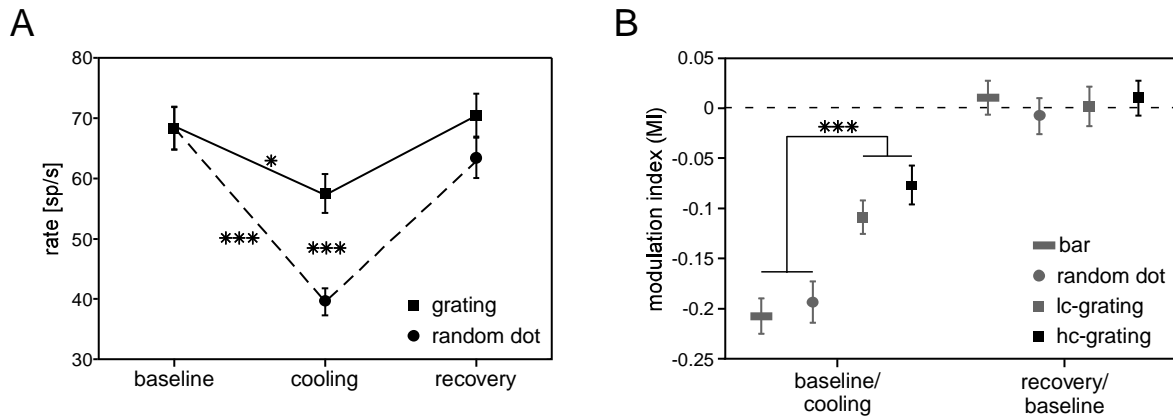 A
80
70
60
50
40
30
rate [sp/s]
*
***
***
grating
random dot
baseline
cooling
recovery
B
0.05
0
-0.05
-0.1
-0.15
-0.2
-0.25
modulation index (MI)
***
bar
random dot
lc-grating
hc-grating
baseline/
cooling
recovery/
baseline